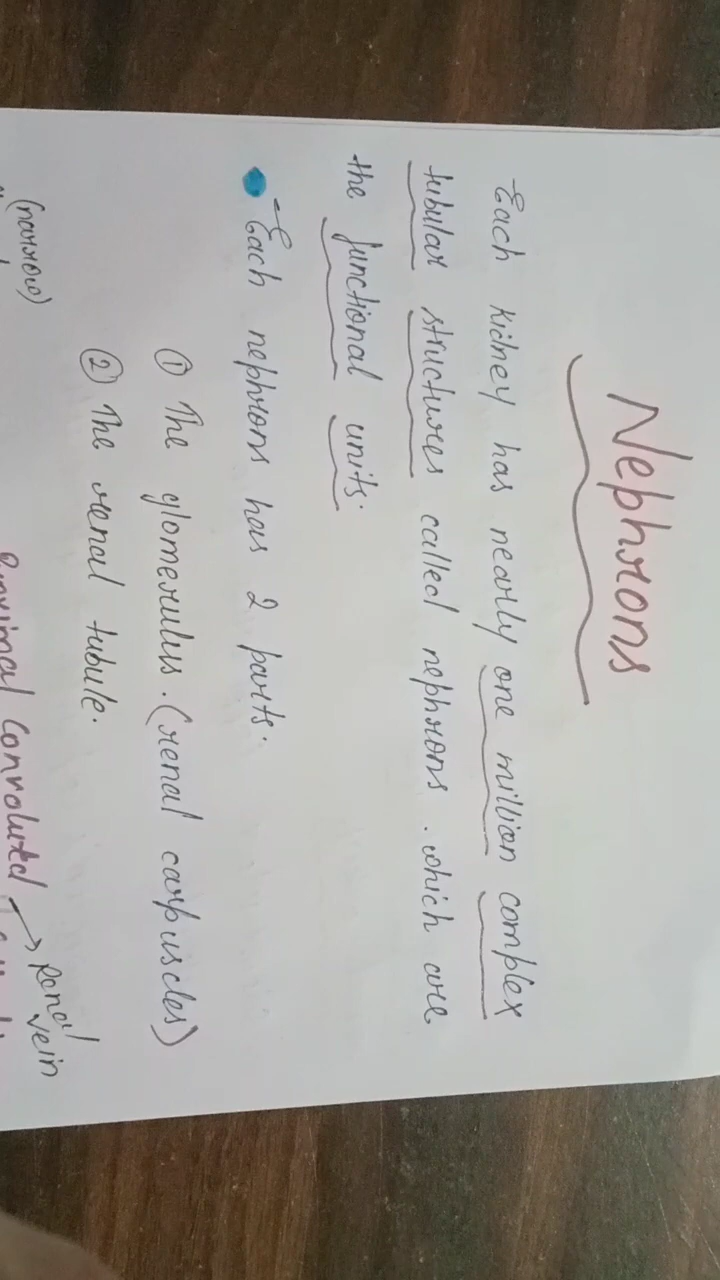 Nephrons
Each kidney has nearly one million complex
tubular structures called nephrons. which are
the functional units.
Each nephrons has 2 parts.
① The glomerulus. (renal carpuscles)
② The renal tubule.
(narrow)
Proximal Convoluted → Renal
vein